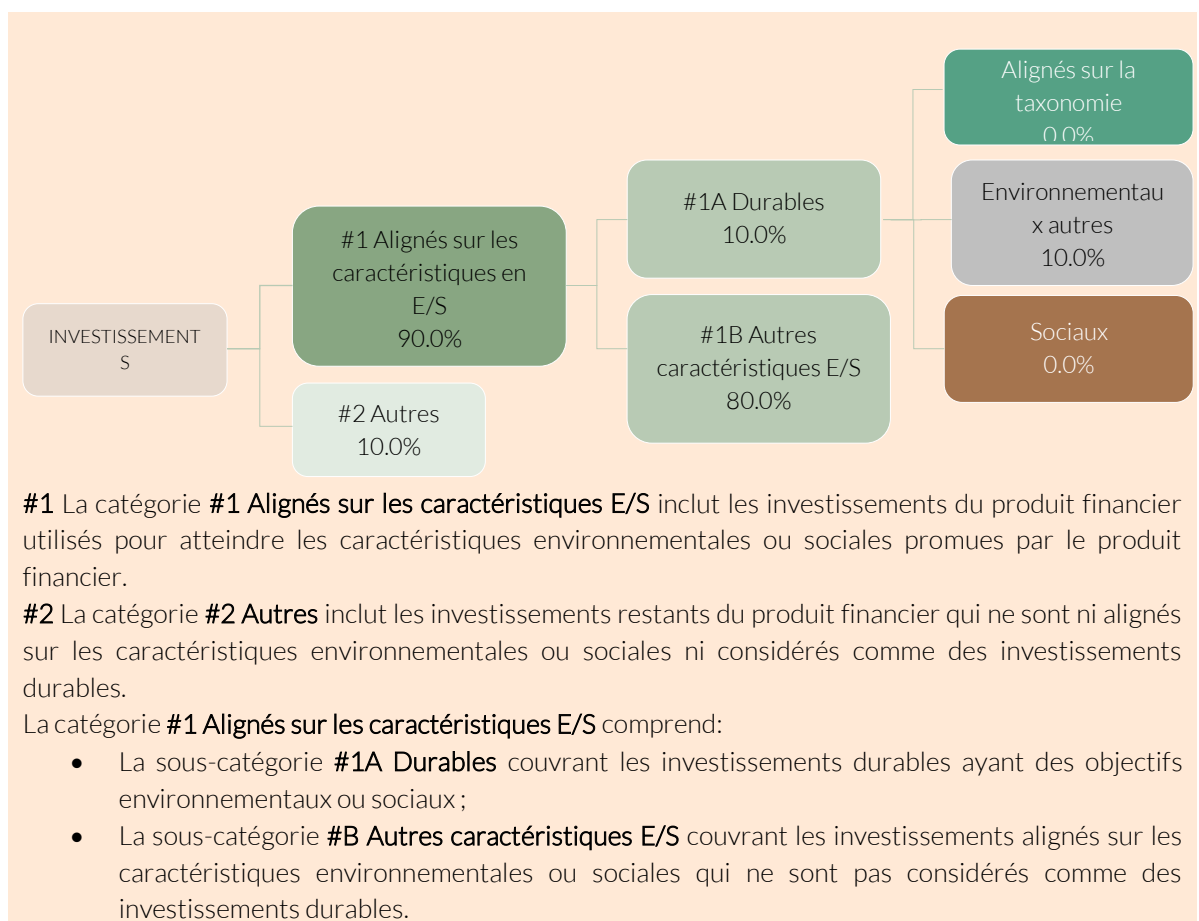 INVESTISSEMENT
S
#1 Alignés sur les
caractéristiques en
E/S
90.0%
#2 Autres
10.0%
#1A Durables
10.0%
#1B Autres
caractéristiques E/S
80.0%
Alignés sur la
taxonomie
0.0%
Environnementau
x autres
10.0%
Sociaux
0.0%
#1 La catégorie #1 Alignés sur les caractéristiques E/S inclut les investissements du produit financier
utilisés pour atteindre les caractéristiques environnementales ou sociales promues par le produit
financier.
#2 La catégorie #2 Autres inclut les investissements restants du produit financier qui ne sont ni alignés
sur les caractéristiques environnementales ou sociales ni considérés comme des investissements
durables.
La catégorie #1 Alignés sur les caractéristiques E/S comprend:
• La sous-catégorie #1A Durables couvrant les investissements durables ayant des objectifs
environnementaux ou sociaux ;
• La sous-catégorie #B Autres caractéristiques E/S couvrant les investissements alignés sur les
caractéristiques environnementales ou sociales qui ne sont pas considérés comme des
investissements durables.